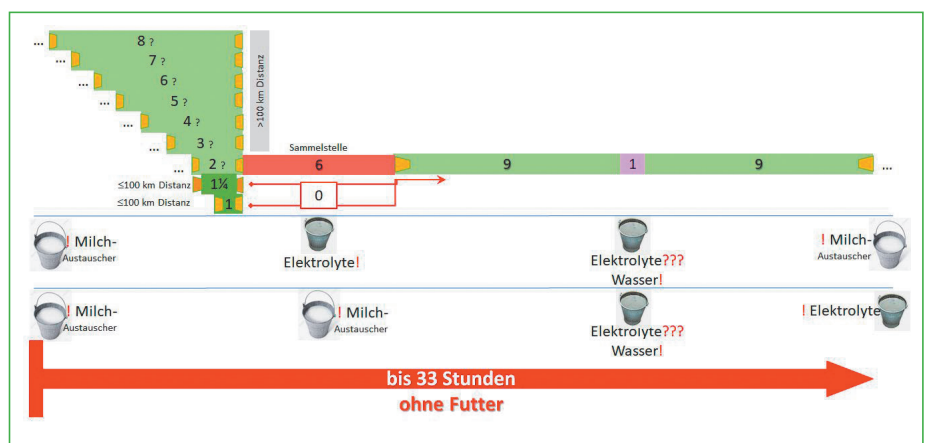 ... 8 ?
... 7 ?
... 6 ?
... 5 ?
... 4 ?
... 3 ?
>100 km Distanz
Sammelstelle
... 2 ? 6 9 1 9 ...
≤100 km Distanz 1¼
0
≤100 km Distanz 1
! Milch-
Austauscher
Elektrolyte!
Elektrolyte???
Wasser!
! Milch-
Austauscher
! Milch-
Austauscher
! Milch-
Austauscher
Elektrolyte???
Wasser!
! Elektrolyte
bis 33 Stunden
ohne Futter